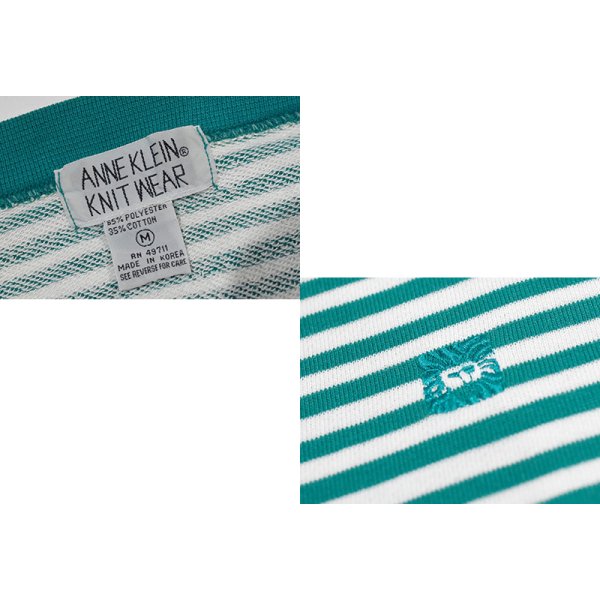 ANNE KLEIN®
KNIT WEAR
65% POLYESTER
35% COTTON
M
RN 49711
MADE IN KOREA
SEE REVERSE FOR CARE